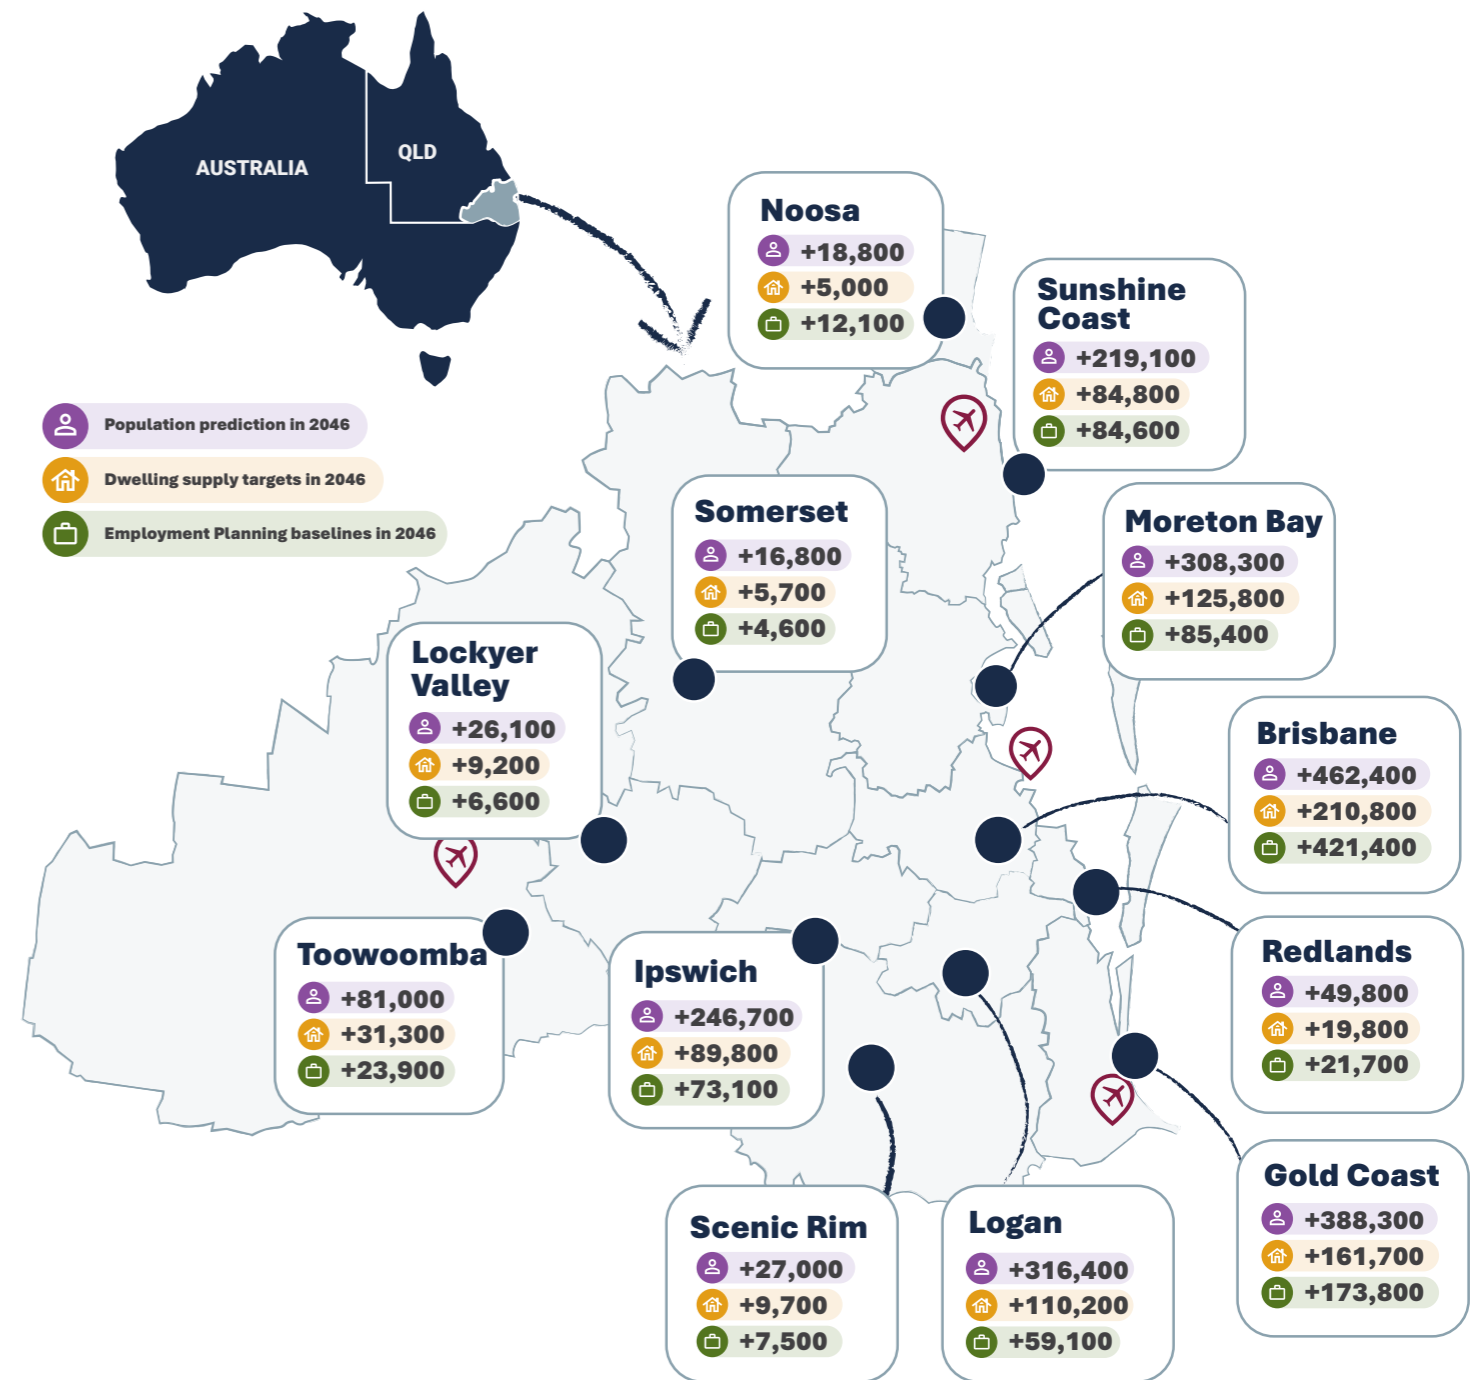 AUSTRALIA
QLD
Population prediction in 2046
Dwelling supply targets in 2046
Employment Planning baselines in 2046
Noosa
+18,800
+5,000
+12,100
Sunshine
Coast
+219,100
+84,800
+84,600
Somerset
+16,800
+5,700
+4,600
Moreton Bay
+308,300
+125,800
+85,400
Lockyer
Valley
+26,100
+9,200
+6,600
Brisbane
+462,400
+210,800
+421,400
Toowoomba
+81,000
+31,300
+23,900
Ipswich
+246,700
+89,800
+73,100
Redlands
+49,800
+19,800
+21,700
Gold Coast
+388,300
+161,700
+173,800
Scenic Rim
+27,000
+9,700
+7,500
Logan
+316,400
+110,200
+59,100